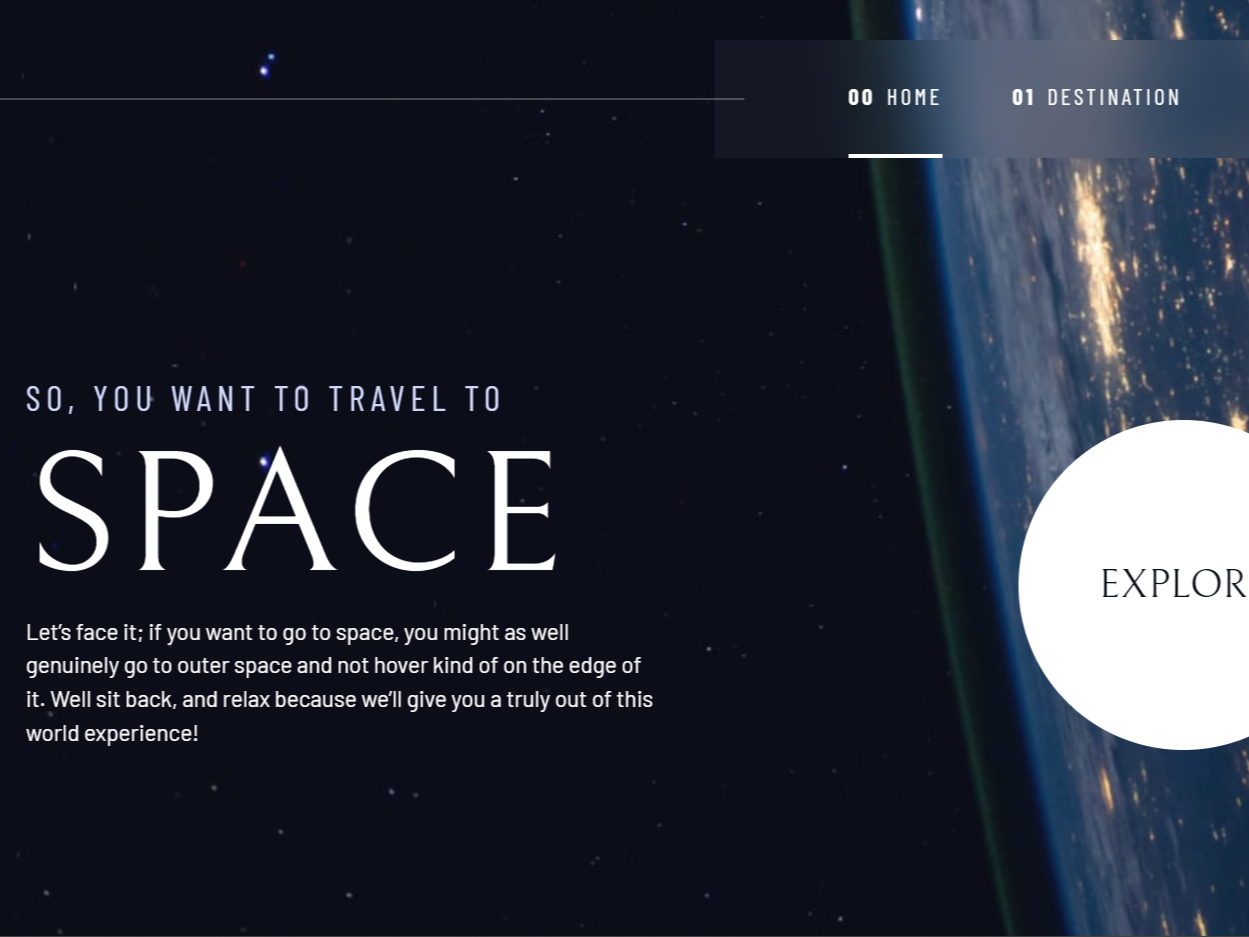 00 HOME 01 DESTINATION
SO, YOU WANT TO TRAVEL TO
SPACE
Let’s face it; if you want to go to space, you might as well
genuinely go to outer space and not hover kind of on the edge of
it. Well sit back, and relax because we’ll give you a truly out of this
world experience!
EXPLOR